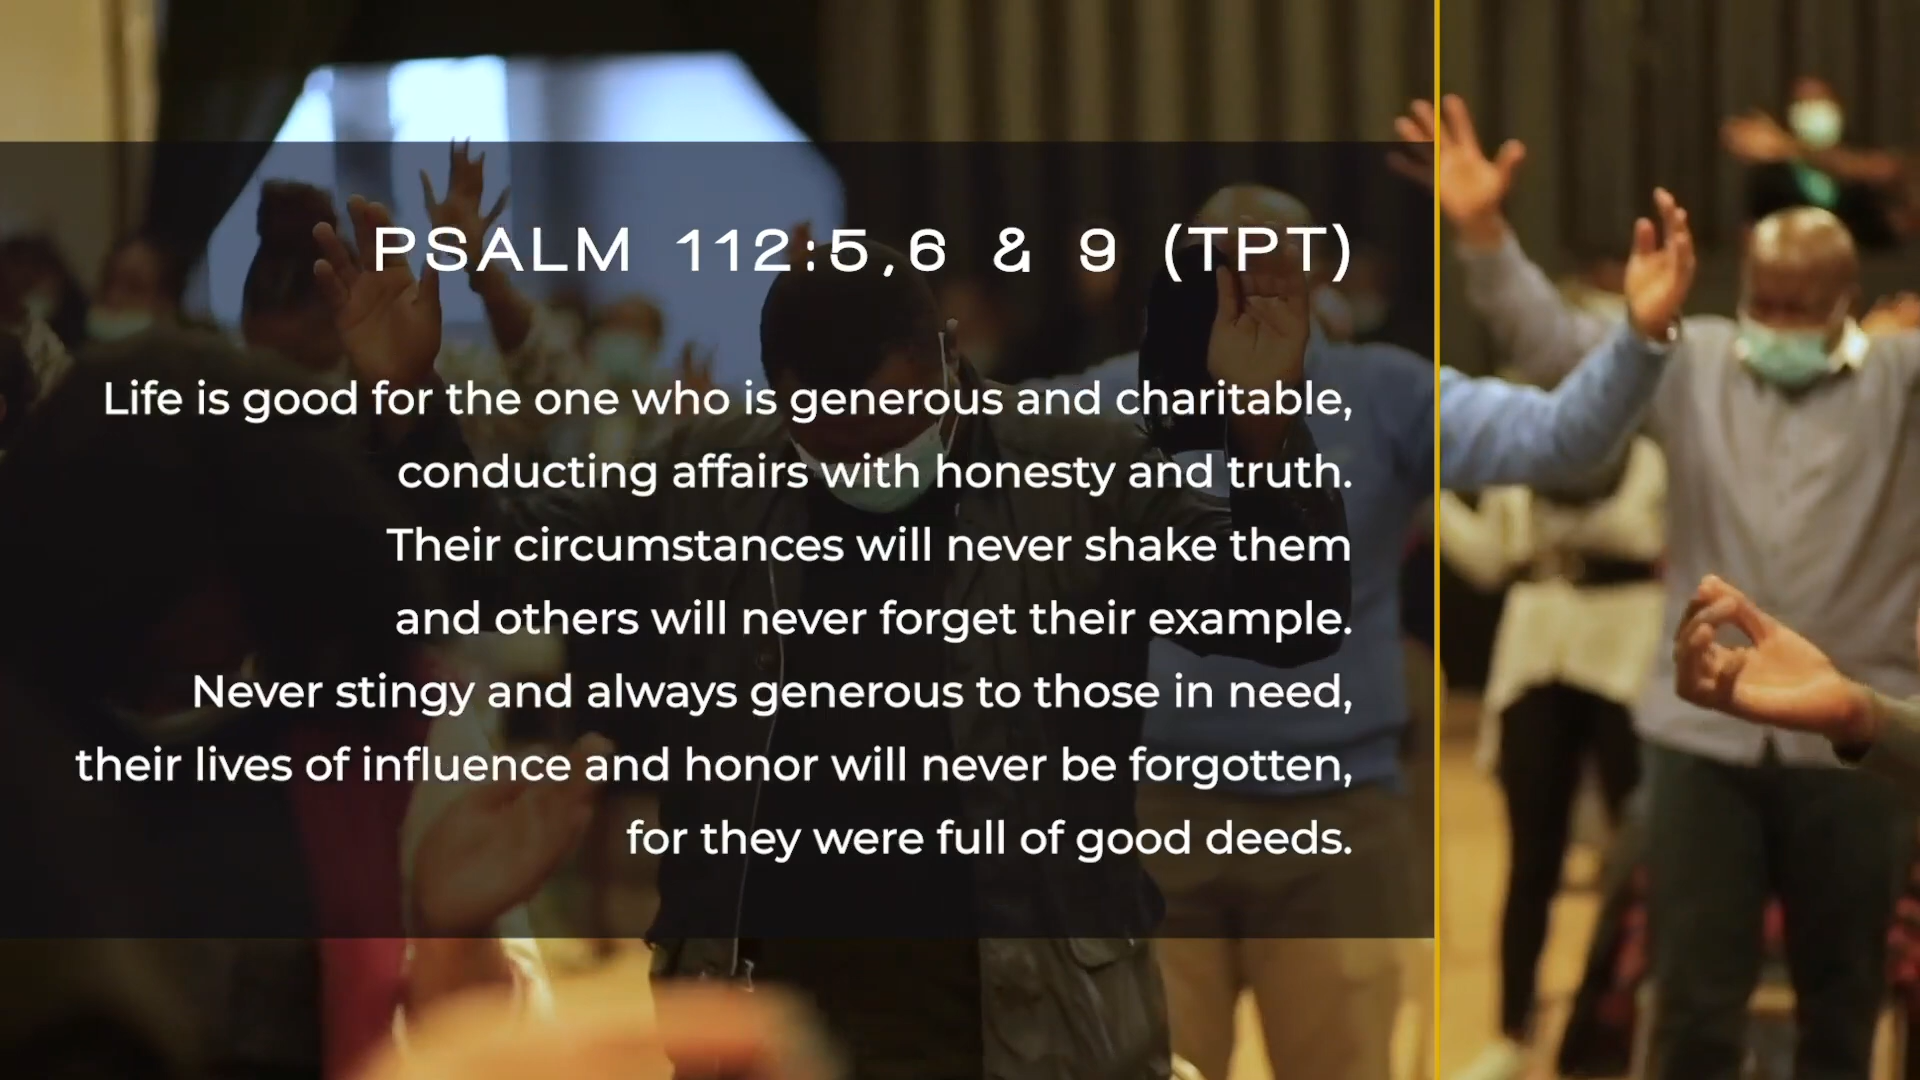 PSALM 112:5,6 & 9 (TPT)
Life is good for the one who is generous and charitable,
conducting affairs with honesty and truth.
Their circumstances will never shake them
and others will never forget their example.
Never stingy and always generous to those in need,
their lives of influence and honor will never be forgotten,
for they were full of good deeds.